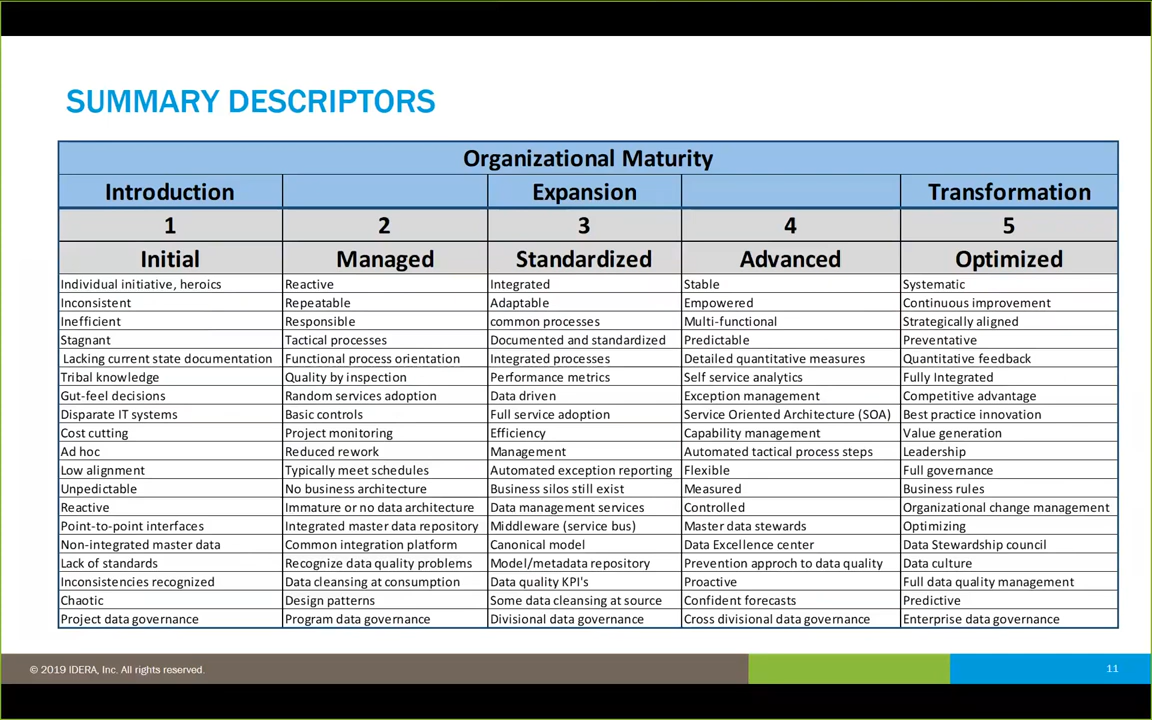 SUMMARY DESCRIPTORS
Organizational Maturity
Introduction Expansion Transformation
1 2 3 4 5
Initial Managed Standardized Advanced Optimized
Individual initiative, heroics Reactive Integrated Stable Systematic
Inconsistent Repeatable Adaptable Empowered Continuous improvement
Inefficient Responsible common processes Multi-functional Strategically aligned
Stagnant Tactical processes Documented and standardized Predictable Preventative
Lacking current state documentation Functional process orientation Integrated processes Detailed quantitative measures Quantitative feedback
Tribal knowledge Quality by inspection Performance metrics Self service analytics Fully Integrated
Gut-feel decisions Random services adoption Data driven Exception management Competitive advantage
Disparate IT systems Basic controls Full service adoption Service Oriented Architecture (SOA) Best practice innovation
Cost cutting Project monitoring Efficiency Capability management Value generation
Ad hoc Reduced rework Management Automated tactical process steps Leadership
Low alignment Typically meet schedules Automated exception reporting Flexible Full governance
Unpedictable No business architecture Business silos still exist Measured Business rules
Reactive Immature or no data architecture Data management services Controlled Organizational change management
Point-to-point interfaces Integrated master data repository Middleware (service bus) Master data stewards Optimizing
Non-integrated master data Common integration platform Canonical model Data Excellence center Data Stewardship council
Lack of standards Recognize data quality problems Model/metadata repository Prevention approch to data quality Data culture
Inconsistencies recognized Data cleansing at consumption Data quality KPI's Proactive Full data quality management
Chaotic Design patterns Some data cleansing at source Confident forecasts Predictive
Project data governance Program data governance Divisional data governance Cross divisional data governance Enterprise data governance
© 2019 IDERA, Inc. All rights reserved. 11